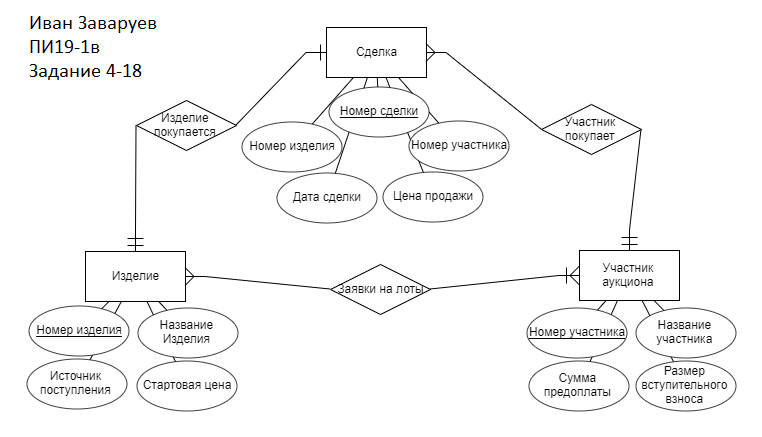 Иван Заваруев
ПИ19-1в
Задание 4-18
Сделка
Изделие
покупается
Номер сделки
Участник
покупает
Номер изделия
Номер участника
Дата сделки
Цена продажи
Изделие
Заявки на лоты
Участник
аукциона
Номер изделия
Название
Изделия
Номер участника
Название
участника
Источник
поступления
Стартовая цена
Сумма
предоплаты
Размер
вступительного
взноса